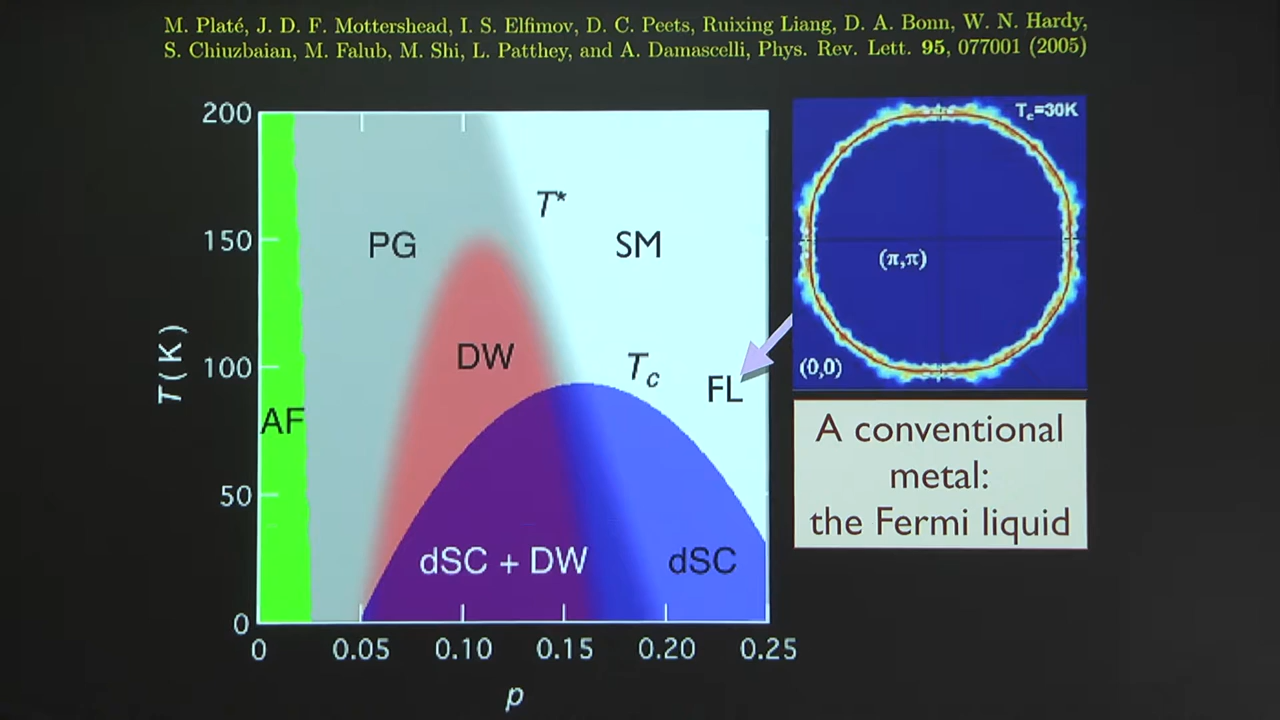 M. Platé, J. D. F. Mottershead, I. S. Elfimov, D. C. Peets, Ruixing Liang, D. A. Bonn, W. N. Hardy,
S. Chiuzbaian, M. Falub, M. Shi, L. Patthey, and A. Damascelli, Phys. Rev. Lett. 95, 077001 (2005)
200
T_c=30K
T*
150
PG
SM
(π,π)
DW
100
T_c
FL
(0,0)
T(K)
AF
A conventional
metal:
the Fermi liquid
50
dSC + DW
dSC
0
0 0.05 0.10 0.15 0.20 0.25
p